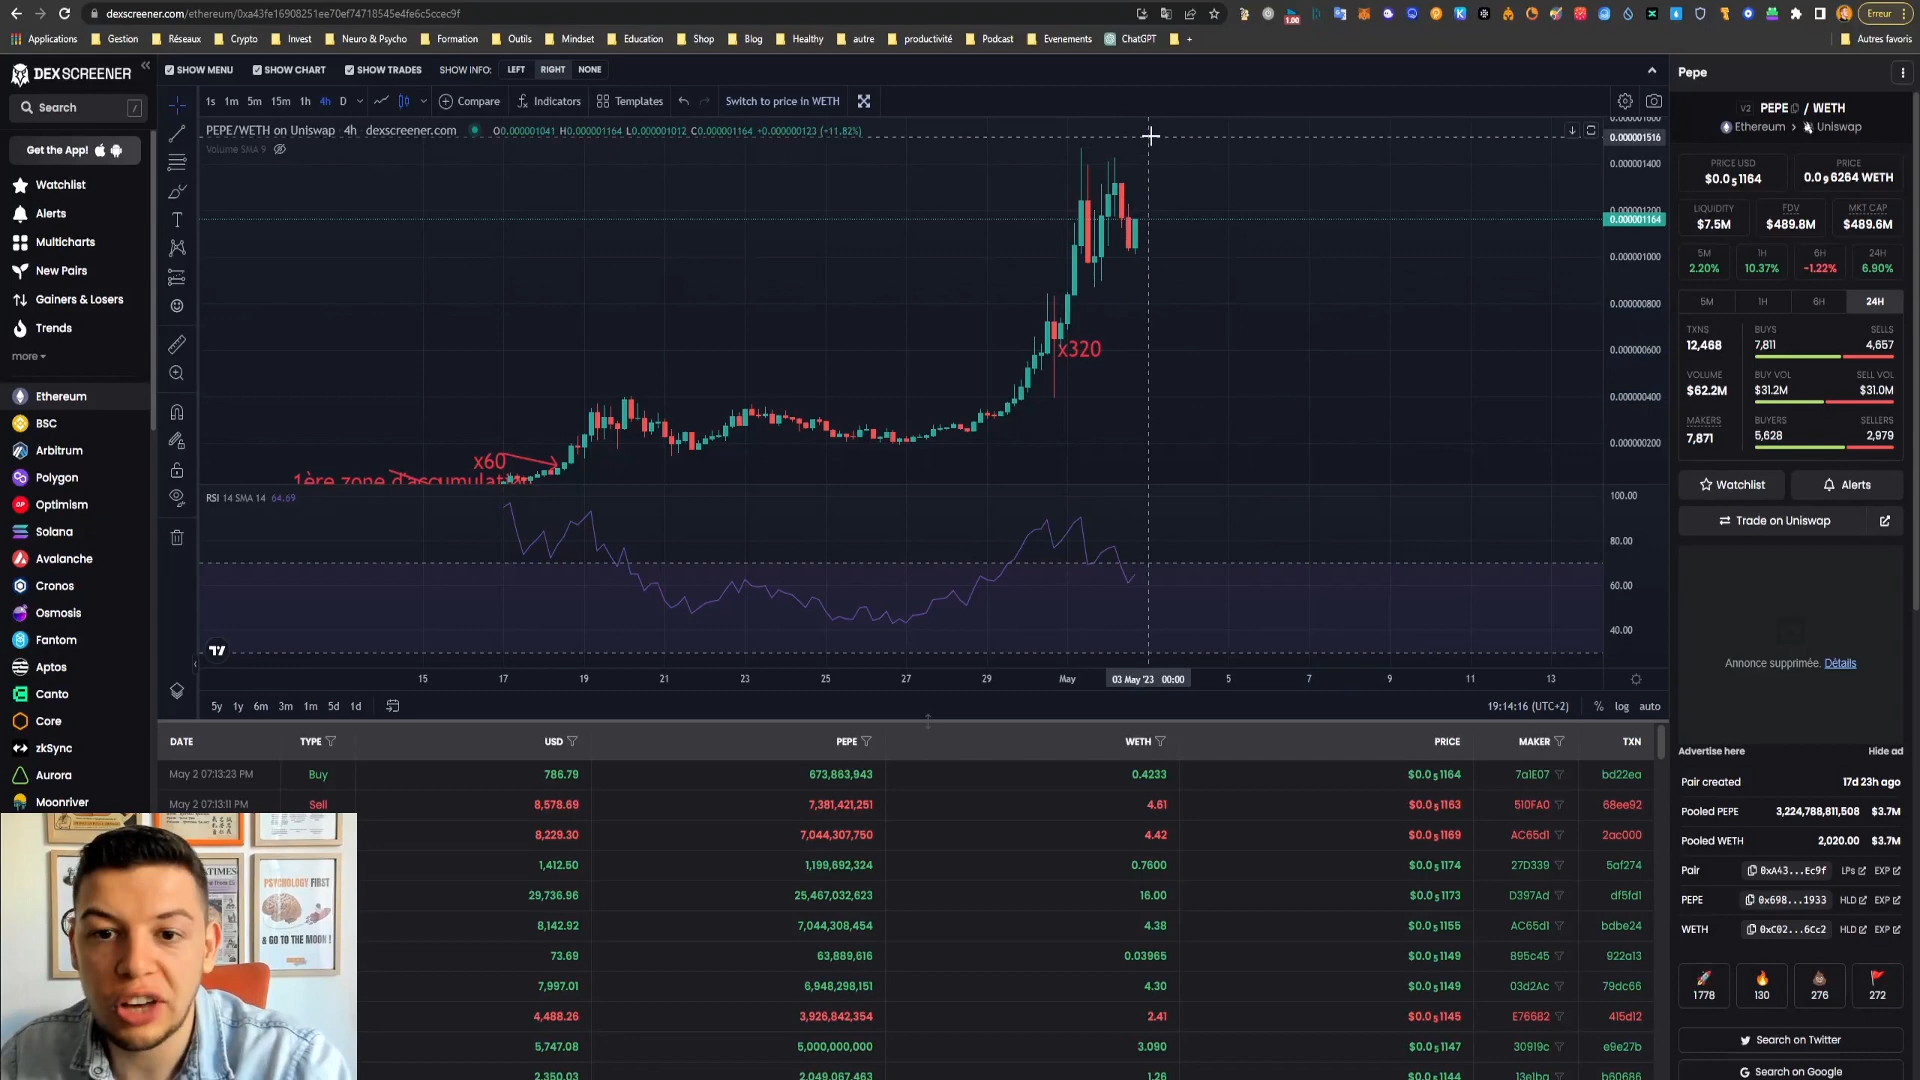 dexscreener.com/ethereum/0xa43fe16908251ee70ef74718545e4fe6c5ccec9f
Erreur
Applications Gestion Réseaux Crypto Invest Neuro & Psycho Formation Outils Mindset Education Shop Blog Healthy autre productivité Podcast Evenements ChatGPT + Autres favoris
DEX SCREENER
SHOW MENU SHOW CHART SHOW TRADES SHOW INFO: LEFT RIGHT NONE
Search /
Get the App!
Watchlist
Alerts
Multicharts
New Pairs
Gainers & Losers
Trends
more
Ethereum
BSC
Arbitrum
Polygon
Optimism
Solana
Avalanche
Cronos
Osmosis
Fantom
Aptos
Canto
Core
zkSync
Aurora
Moonriver
1s 1m 5m 15m 1h 4h D Compare Indicators Templates Switch to price in WETH
PEPE/WETH on Uniswap · 4h · dexscreener.com O0.000001041 H0.000001164 L0.000001012 C0.000001164 +0.000000123 (+11.82%)
Volume SMA 9
0.000001600
0.000001516
0.000001400
0.000001200
0.000001164
0.000001000
0.000000800
0.000000600
0.000000400
0.000000200
x320
x60
1ère zone d'accumulat
RSI 14 SMA 14 64.69
100.00
80.00
60.00
40.00
15 17 19 21 23 25 27 29 May 03 May '23 00:00 5 7 9 11 13
5y 1y 6m 3m 1m 5d 1d 19:14:16 (UTC+2) % log auto
DATE TYPE USD PEPE WETH PRICE MAKER TXN
May 2 07:13:23 PM Buy 786.79 673,863,943 0.4233 $0.0₅1164 7a1E07 bd22ea
May 2 07:13:11 PM Sell 8,578.69 7,381,421,251 4.61 $0.0₅1163 510FA0 68ee92
8,229.30 7,044,307,750 4.42 $0.0₅1169 AC65d1 2ac000
1,412.50 1,199,692,324 0.7600 $0.0₅1174 27D339 5af274
29,736.96 25,467,032,623 16.00 $0.0₅1173 D397Ad df5fd1
8,142.92 7,044,308,454 4.38 $0.0₅1155 AC65d1 bdbe24
73.69 63,889,616 0.03965 $0.0₅1149 895c45 922a13
7,997.01 6,948,298,151 4.30 $0.0₅1149 03d2Ac 79dc66
4,488.26 3,926,842,354 2.41 $0.0₅1145 E76682 415d12
5,747.08 5,000,000,000 3.090 $0.0₅1147 30919c e9e27b
2,350.03 2,049,067,463 1.26 $0.0₅1144 13e1ba b60686
PSYCHOLOGY FIRST
& GO TO THE MOON !
Pepe
V2 PEPE / WETH
Ethereum > Uniswap
PRICE USD PRICE
$0.0₅1164 0.0₉6264 WETH
LIQUIDITY FDV MKT CAP
$7.5M $489.8M $489.6M
5M 1H 6H 24H
2.20% 10.37% -1.22% 6.90%
5M 1H 6H 24H
TXNS BUYS SELLS
12,468 7,811 4,657
VOLUME BUY VOL SELL VOL
$62.2M $31.2M $31.0M
MAKERS BUYERS SELLERS
7,871 5,628 2,979
Watchlist Alerts
Trade on Uniswap
Annonce supprimée. Détails
Advertise here Hide ad
Pair created 17d 23h ago
Pooled PEPE 3,224,788,811,508 $3.7M
Pooled WETH 2,020.00 $3.7M
Pair 0xA43...Ec9f LPs EXP
PEPE 0x698...1933 HLD EXP
WETH 0xC02...6Cc2 HLD EXP
1778 130 276 272
Search on Twitter
Search on Google